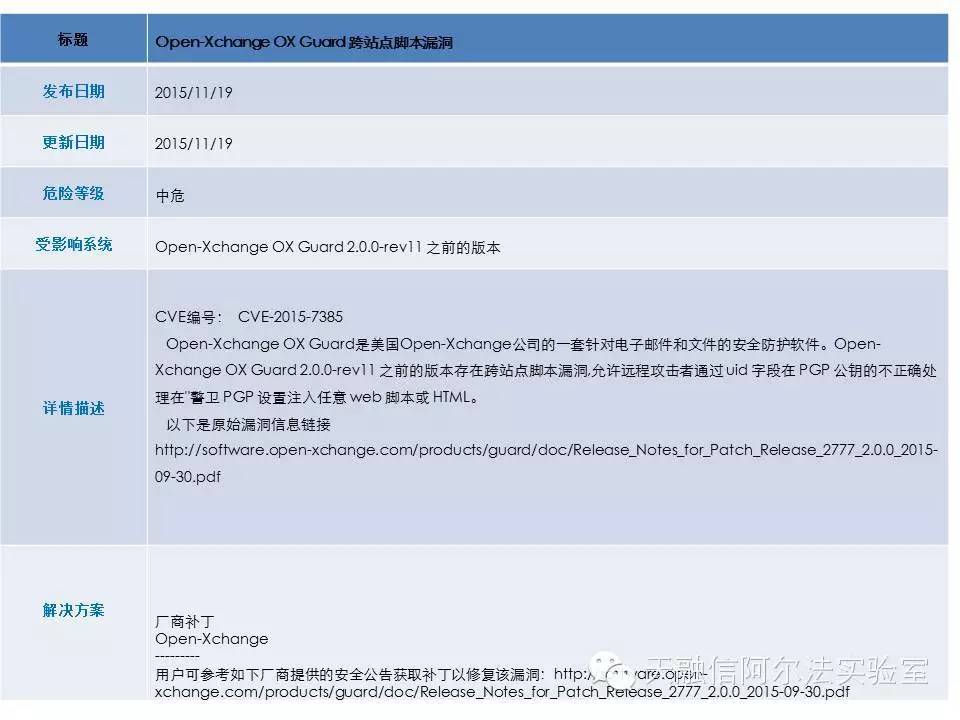 标题
Open-Xchange OX Guard 跨站点脚本漏洞
发布日期
2015/11/19
更新日期
2015/11/19
危险等级
中危
受影响系统
Open-Xchange OX Guard 2.0.0-rev11 之前的版本
详情描述
CVE编号： CVE-2015-7385
Open-Xchange OX Guard是美国Open-Xchange公司的一套针对电子邮件和文件的安全防护软件。Open-
Xchange OX Guard 2.0.0-rev11 之前的版本存在跨站点脚本漏洞,允许远程攻击者通过 uid 字段在 PGP 公钥的不正确处
理在"警卫 PGP 设置注入任意 web 脚本或 HTML。
以下是原始漏洞信息链接
http://software.open-xchange.com/products/guard/doc/Release_Notes_for_Patch_Release_2777_2.0.0_2015-
09-30.pdf
解决方案
厂商补丁
Open-Xchange
---------
用户可参考如下厂商提供的安全公告获取补丁以修复该漏洞：http:/ ware.open-
xchange.com/products/guard/doc/Release_Notes_for_Patch_Release_2777_2.0.0_2015-09-30.pdf
天融信阿尔法实验室